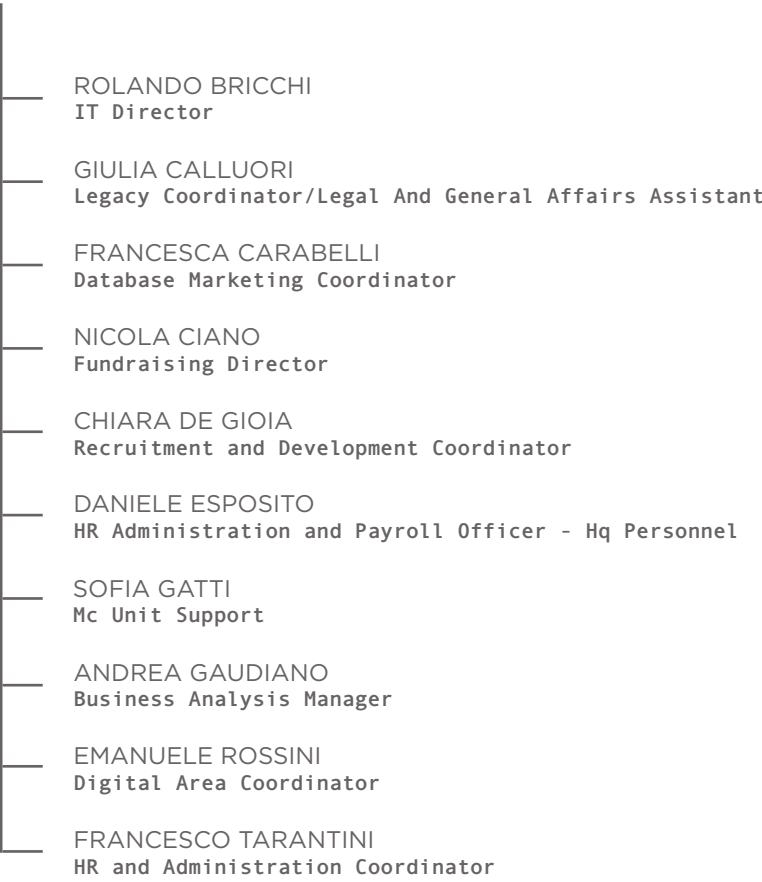 ROLANDO BRICCHI
IT Director
GIULIA CALLUORI
Legacy Coordinator/Legal And General Affairs Assistant
FRANCESCA CARABELLI
Database Marketing Coordinator
NICOLA CIANO
Fundraising Director
CHIARA DE GIOIA
Recruitment and Development Coordinator
DANIELE ESPOSITO
HR Administration and Payroll Officer - Hq Personnel
SOFIA GATTI
Mc Unit Support
ANDREA GAUDIANO
Business Analysis Manager
EMANUELE ROSSINI
Digital Area Coordinator
FRANCESCO TARANTINI
HR and Administration Coordinator